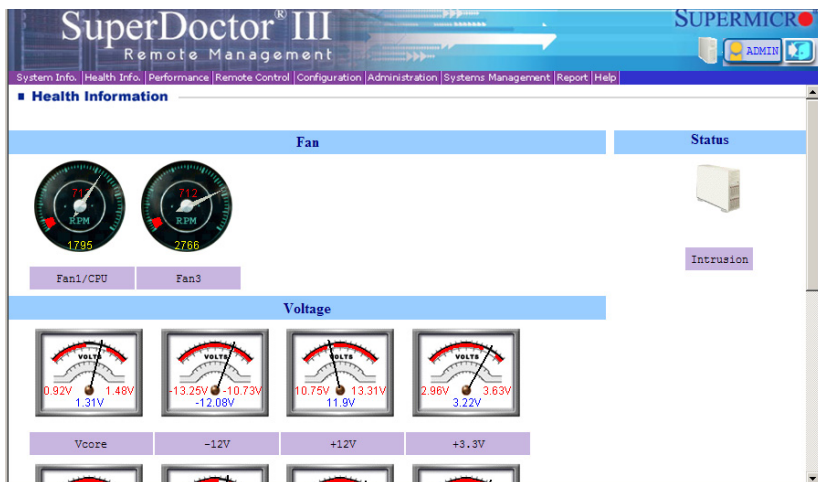 SuperDoctor® III
Remote Management
SUPERMICRO
ADMIN
System Info. Health Info. Performance Remote Control Configuration Administration Systems Management Report Help
Health Information
Fan
Status
712
RPM
1795
712
RPM
2766
Fan1/CPU
Fan3
Intrusion
Voltage
VOLTS
0.92V 1.48V
1.31V
VOLTS
-13.25V -10.73V
-12.08V
VOLTS
10.75V 13.31V
11.9V
VOLTS
2.96V 3.63V
3.22V
Vcore
-12V
+12V
+3.3V